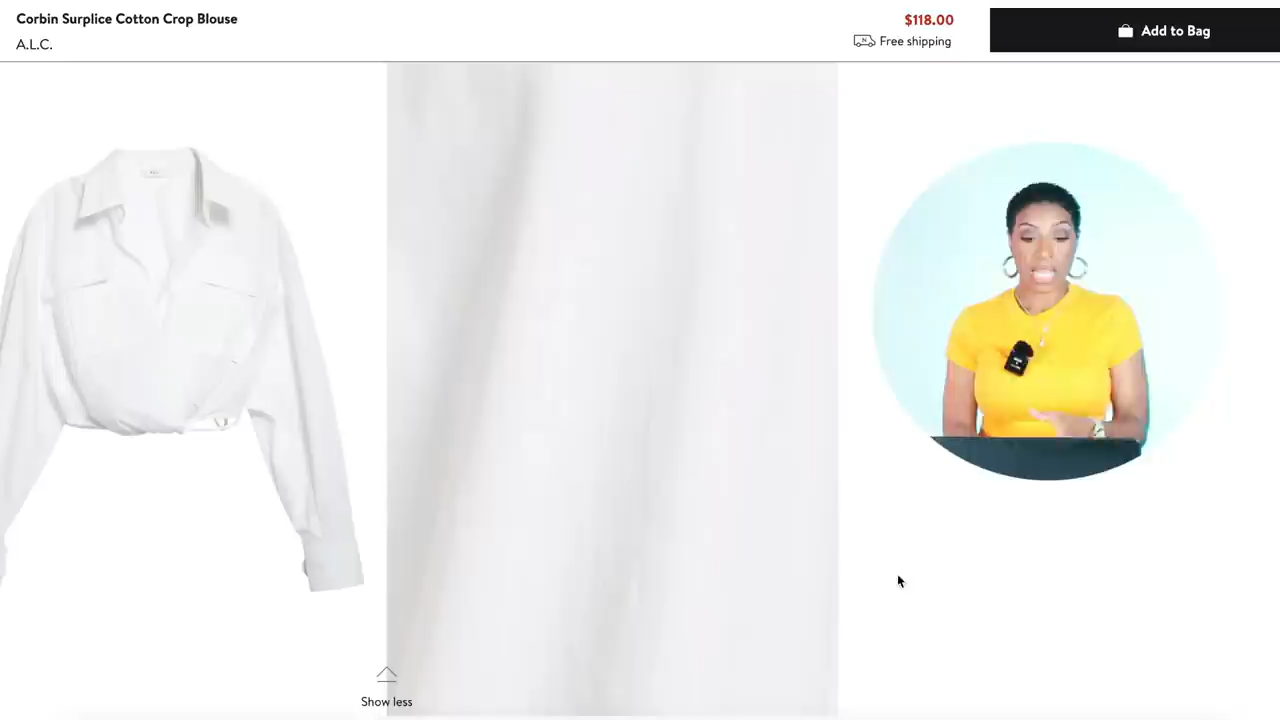 Corbin Surplice Cotton Crop Blouse
A.L.C.
$118.00
N
Free shipping
Add to Bag
Show less